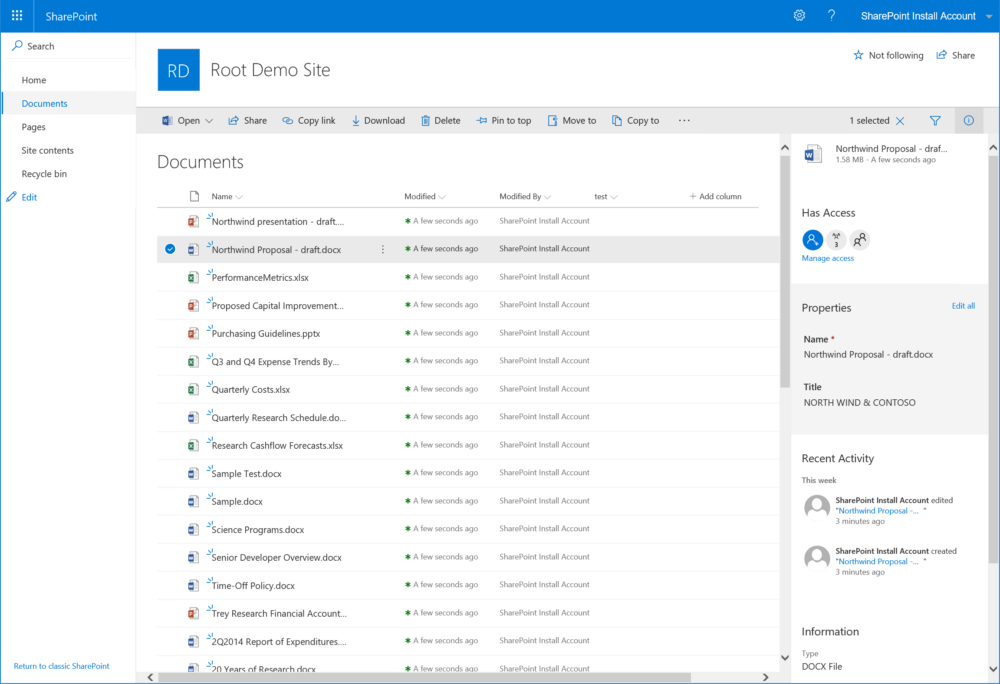 SharePoint
SharePoint Install Account
Search
Home
Documents
Pages
Site contents
Recycle bin
Edit
Return to classic SharePoint
RD
Root Demo Site
Not following
Share
Open
Share
Copy link
Download
Delete
Pin to top
Move to
Copy to
...
1 selected
Documents
Name Modified Modified By test + Add column
Northwind presentation - draft.... A few seconds ago SharePoint Install Account
Northwind Proposal - draft.docx A few seconds ago SharePoint Install Account
PerformanceMetrics.xlsx A few seconds ago SharePoint Install Account
Proposed Capital Improvement... A few seconds ago SharePoint Install Account
Purchasing Guidelines.pptx A few seconds ago SharePoint Install Account
Q3 and Q4 Expense Trends By... A few seconds ago SharePoint Install Account
Quarterly Costs.xlsx A few seconds ago SharePoint Install Account
Quarterly Research Schedule.do... A few seconds ago SharePoint Install Account
Research Cashflow Forecasts.xlsx A few seconds ago SharePoint Install Account
Sample Test.docx A few seconds ago SharePoint Install Account
Sample.docx A few seconds ago SharePoint Install Account
Science Programs.docx A few seconds ago SharePoint Install Account
Senior Developer Overview.docx A few seconds ago SharePoint Install Account
Time-Off Policy.docx A few seconds ago SharePoint Install Account
Trey Research Financial Account... A few seconds ago SharePoint Install Account
2Q2014 Report of Expenditures.... A few seconds ago SharePoint Install Account
20 Years of Research.docx A few seconds ago SharePoint Install Account
Northwind Proposal - draf...
1.58 MB - A few seconds ago
Has Access
3
Manage access
Properties
Edit all
Name *
Northwind Proposal - draft.docx
Title
NORTH WIND & CONTOSO
Recent Activity
This week
SharePoint Install Account edited
"Northwind Proposal -... "
3 minutes ago
SharePoint Install Account created
"Northwind Proposal -... "
3 minutes ago
Information
Type
DOCX File